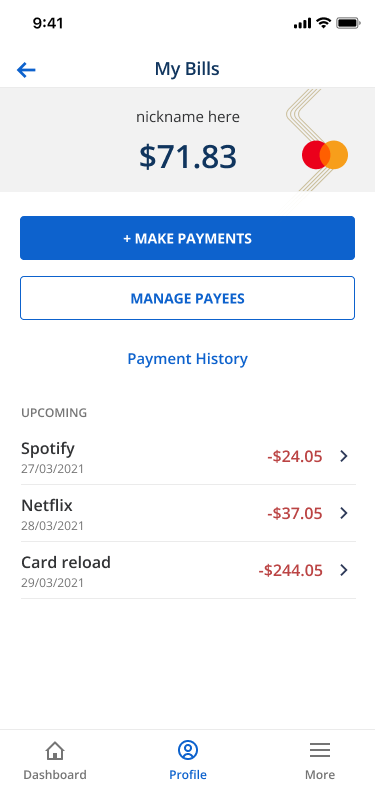 9:41
My Bills
nickname here
$71.83
+ MAKE PAYMENTS
MANAGE PAYEES
Payment History
UPCOMING
Spotify
-$24.05
27/03/2021
Netflix
-$37.05
28/03/2021
Card reload
-$244.05
29/03/2021
Dashboard Profile More